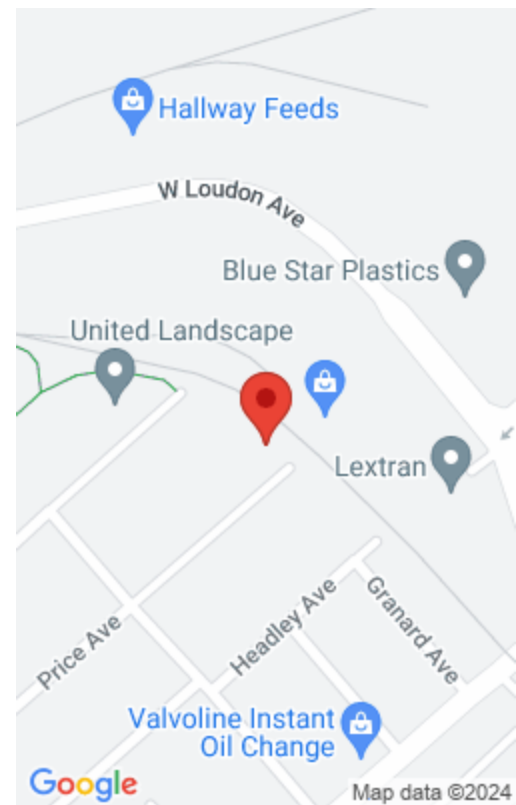 Hallway Feeds
W Loudon Ave
Blue Star Plastics
United Landscape
Lextran
Price Ave
Headley Ave
Granard Ave
Valvoline Instant
Oil Change
Google
Map data ©2024